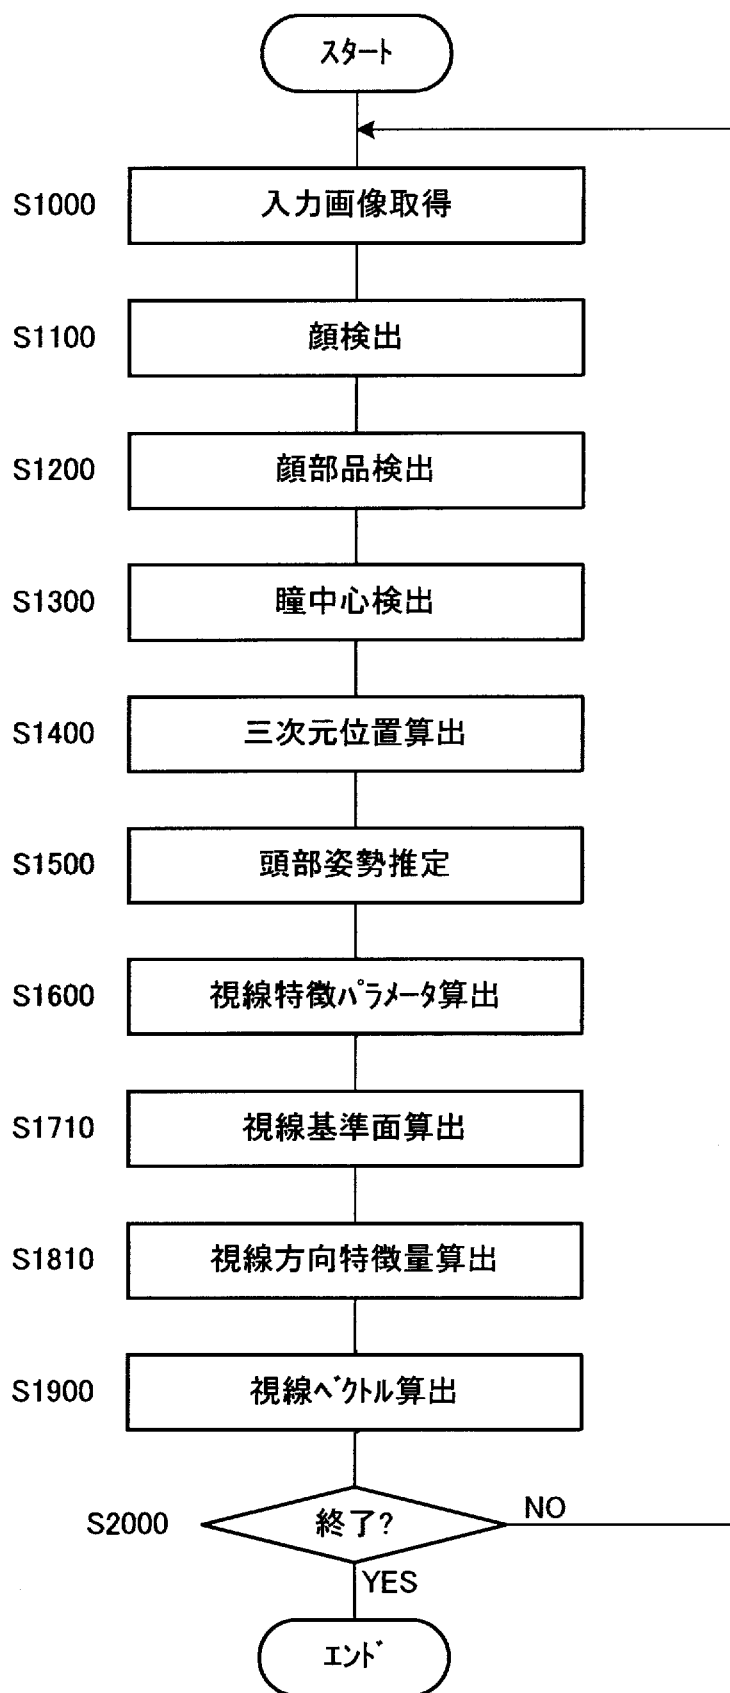 スタート
S1000 入力画像取得
S1100 顔検出
S1200 顔部品検出
S1300 瞳中心検出
S1400 三次元位置算出
S1500 頭部姿勢推定
S1600 視線特徴ﾊﾟﾗﾒｰﾀ算出
S1710 視線基準面算出
S1810 視線方向特徴量算出
S1900 視線ﾍﾞｸﾄﾙ算出
S2000 終了? NO
YES
ｴﾝﾄﾞ